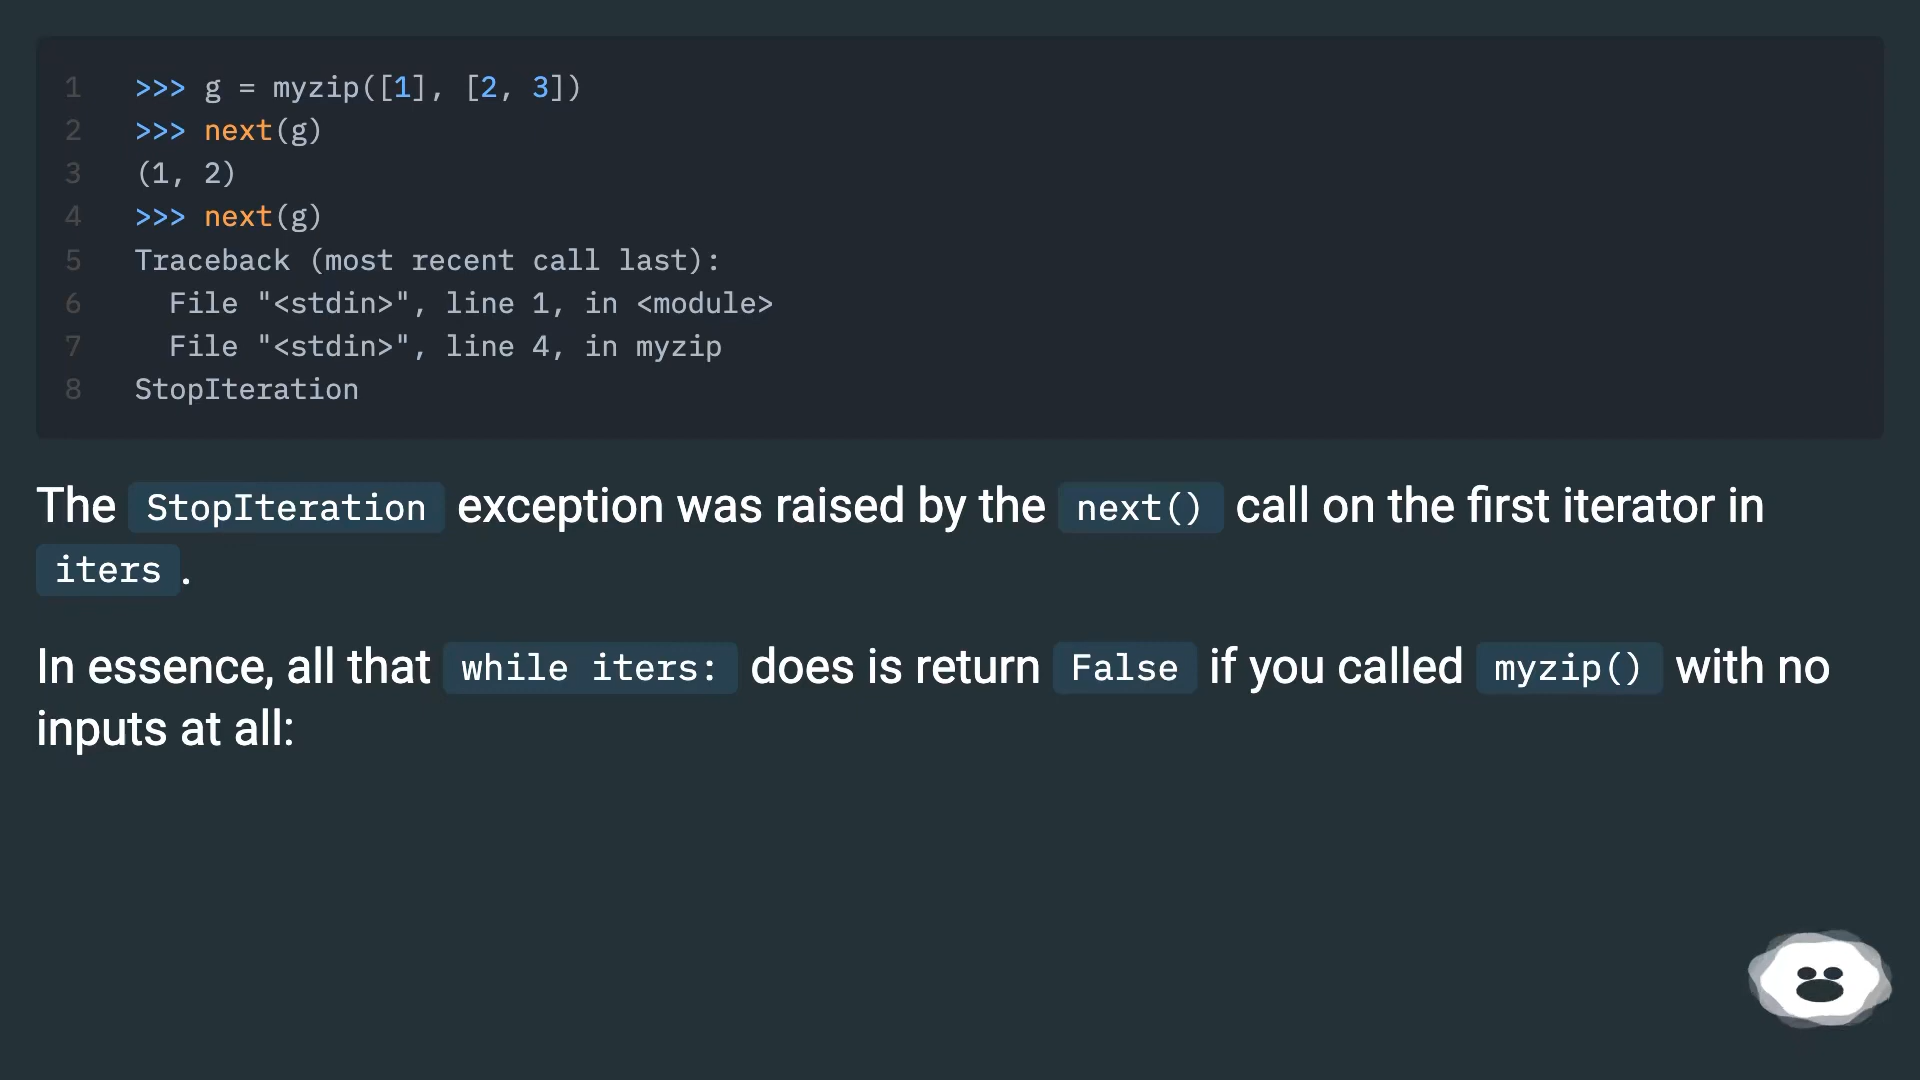 1 >>> g = myzip([1], [2, 3])
2 >>> next(g)
3 (1, 2)
4 >>> next(g)
5 Traceback (most recent call last):
6   File "<stdin>", line 1, in <module>
7   File "<stdin>", line 4, in myzip
8 StopIteration
The StopIteration exception was raised by the next() call on the first iterator in
iters .
In essence, all that while iters: does is return False if you called myzip() with no
inputs at all: